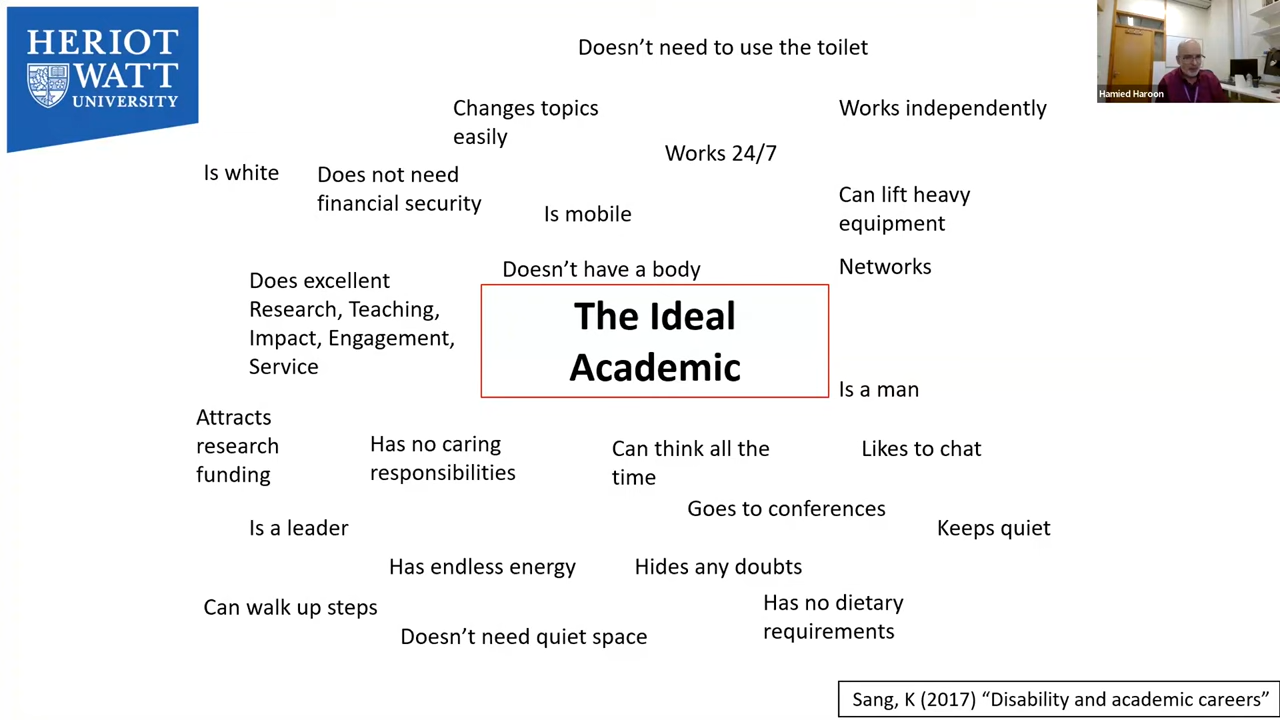 HERIOT
WATT
UNIVERSITY
Doesn’t need to use the toilet
Hamied Haroon
Changes topics
easily
Works independently
Works 24/7
Is white
Does not need
financial security
Is mobile
Can lift heavy
equipment
Doesn’t have a body
Networks
Does excellent
Research, Teaching,
Impact, Engagement,
Service
The Ideal
Academic
Is a man
Attracts
research
funding
Has no caring
responsibilities
Can think all the
time
Likes to chat
Goes to conferences
Is a leader
Keeps quiet
Has endless energy
Hides any doubts
Can walk up steps
Has no dietary
requirements
Doesn’t need quiet space
Sang, K (2017) “Disability and academic careers”